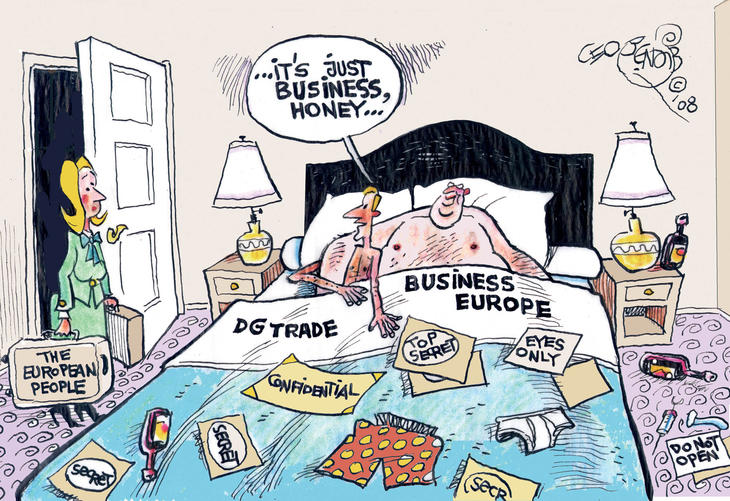 ...IT'S JUST
BUSINESS,
HONEY...
©
'08
THE
EUROPEAN
PEOPLE
DG TRADE
BUSINESS
EUROPE
TOP
SECRET
EYES
ONLY
CONFIDENTIAL
SECRET
SECRET
SECR
DO NOT
OPEN